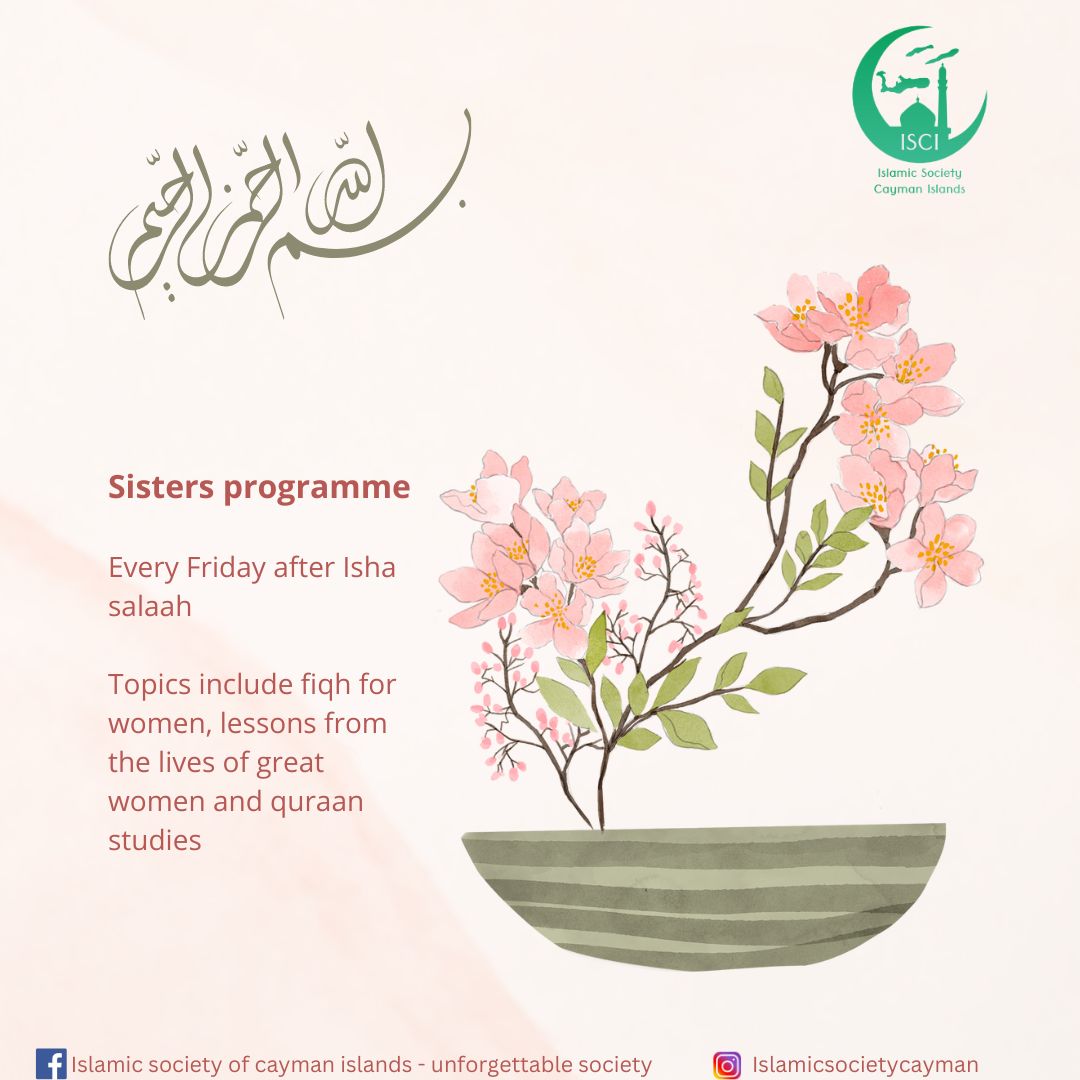 بسم الله الرحمن الرحيم
ISCI
Islamic Society
Cayman Islands
Sisters programme
Every Friday after Isha
salaah
Topics include fiqh for
women, lessons from
the lives of great
women and quraan
studies
Islamic society of cayman islands - unforgettable society
Islamicsocietycayman